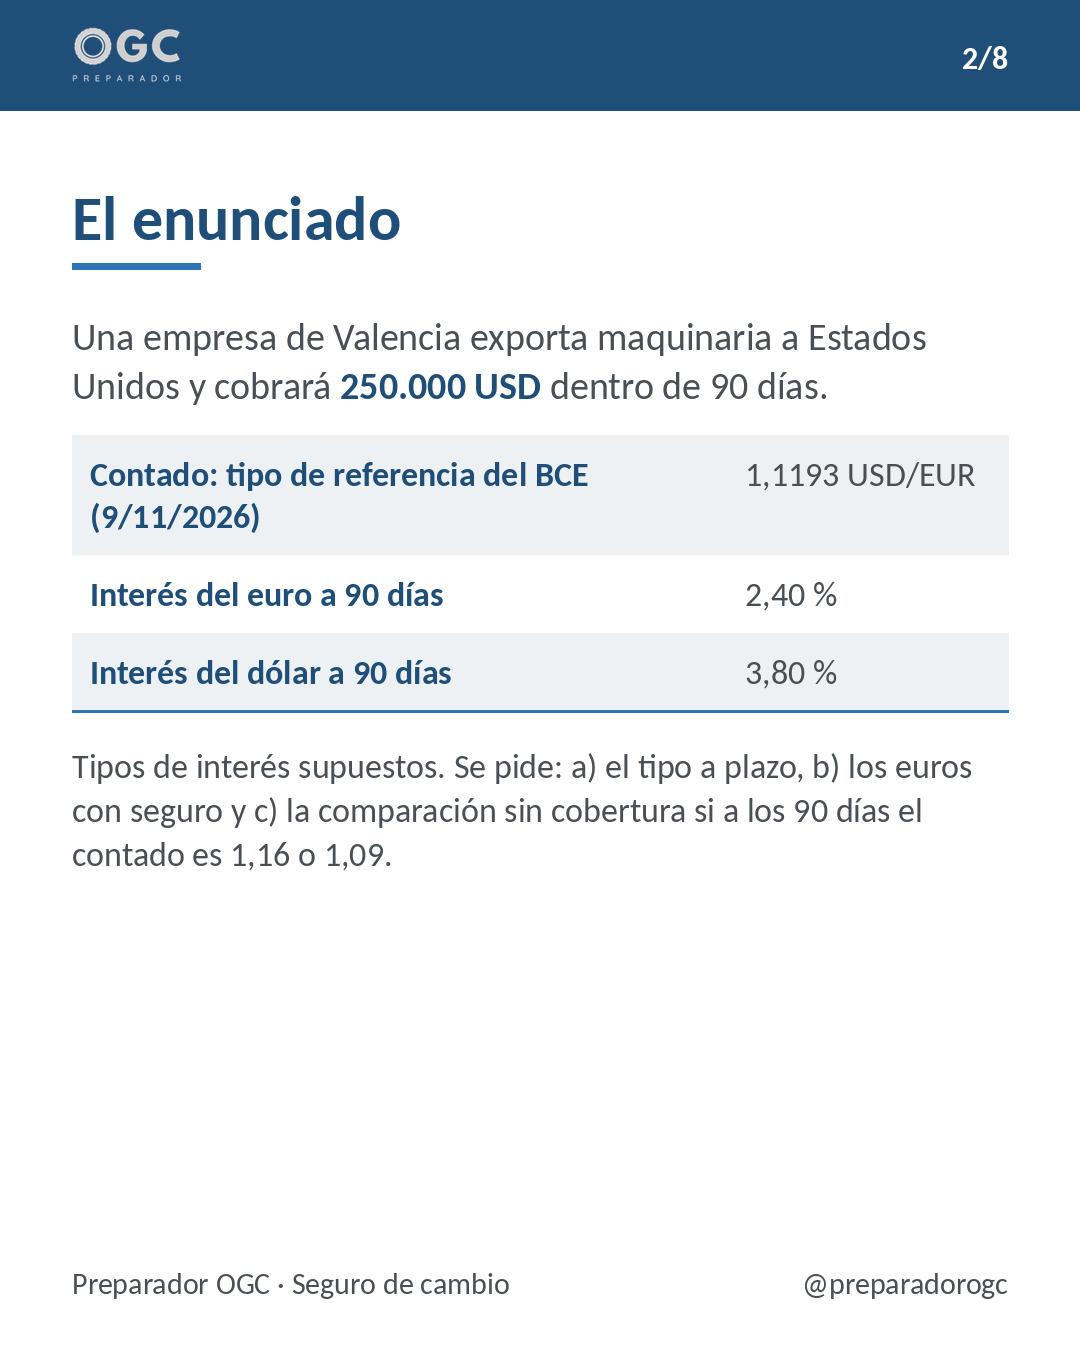 OGC
PREPARADOR
2/8
El enunciado
Una empresa de Valencia exporta maquinaria a Estados
Unidos y cobrará 250.000 USD dentro de 90 días.
Contado: tipo de referencia del BCE 1,1193 USD/EUR
(9/11/2026)
Interés del euro a 90 días 2,40 %
Interés del dólar a 90 días 3,80 %
Tipos de interés supuestos. Se pide: a) el tipo a plazo, b) los euros
con seguro y c) la comparación sin cobertura si a los 90 días el
contado es 1,16 o 1,09.
Preparador OGC · Seguro de cambio @preparadorogc